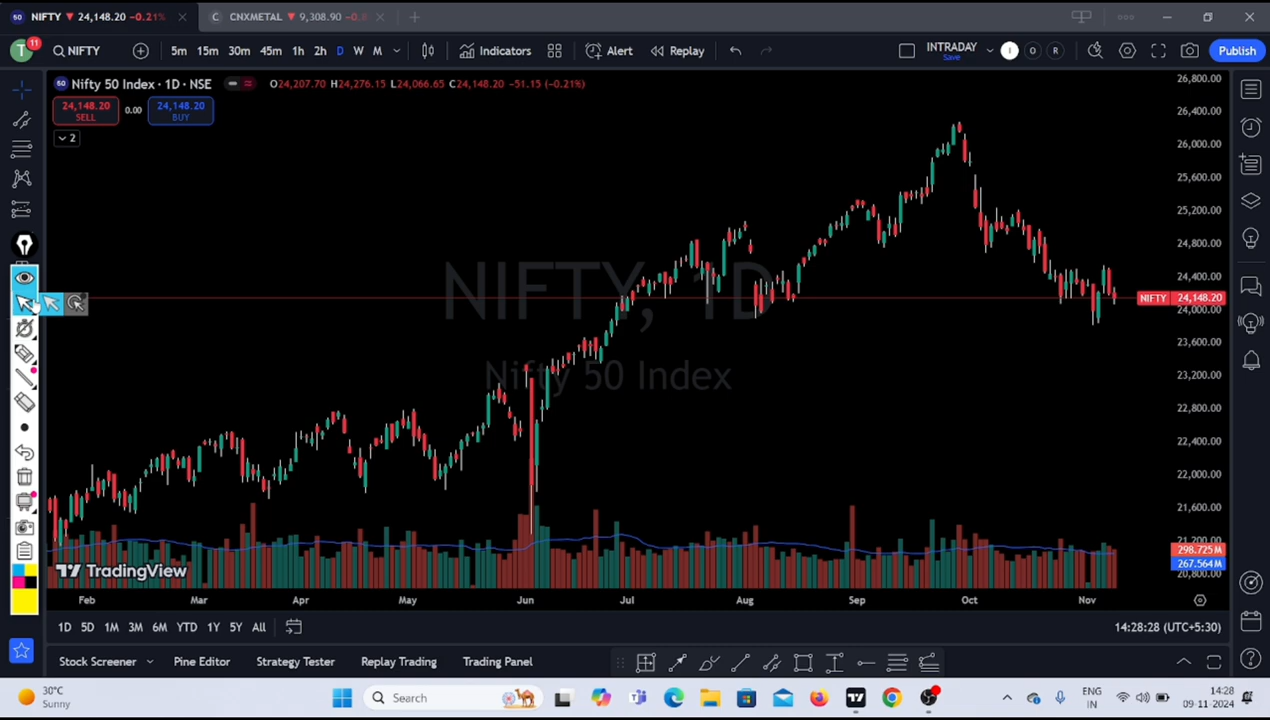 NIFTY ▼ 24,148.20 −0.21%
CNXMETAL ▼ 9,308.90
11
NIFTY 5m 15m 30m 45m 1h 2h D W M Indicators Alert Replay
INTRADAY
Save
I O R
Publish
50 Nifty 50 Index · 1D · NSE O24,207.70 H24,276.15 L24,066.65 C24,148.20 −51.15 (−0.21%)
24,148.20
SELL
0.00
24,148.20
BUY
2
NIFTY, 1D
Nifty 50 Index
26,800.00
26,400.00
26,000.00
25,600.00
25,200.00
24,800.00
24,400.00
NIFTY 24,148.20
24,000.00
23,600.00
23,200.00
22,800.00
22,400.00
22,000.00
21,600.00
21,200.00
298.725M
267.564M
20,800.00
TradingView
Feb Mar Apr May Jun Jul Aug Sep Oct Nov
1D 5D 1M 3M 6M YTD 1Y 5Y All
14:28:28 (UTC+5:30)
Stock Screener Pine Editor Strategy Tester Replay Trading Trading Panel
30°C
Sunny
Search
ENG
IN
14:28
09-11-2024